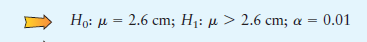 H₀: μ = 2.6 cm; H₁: μ > 2.6 cm; α = 0.01